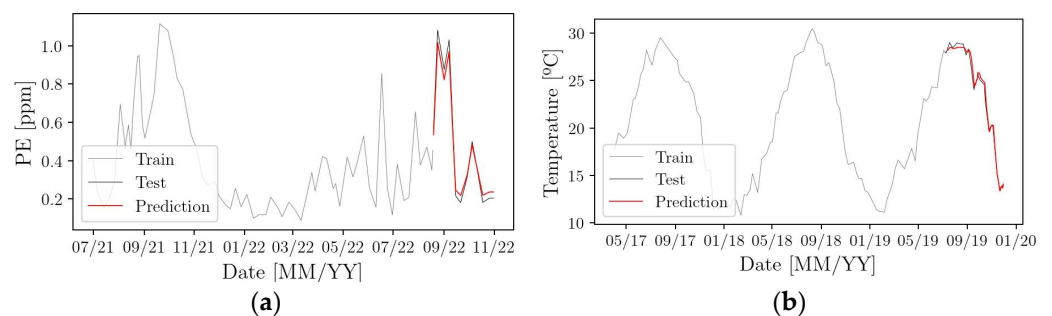 PE [ppm]
1.0
0.8
0.6
0.4
0.2
Train
Test
Prediction
07/21 09/21 11/21 01/22 03/22 05/22 07/22 09/22 11/22
Date [MM/YY]
(a)
Temperature [ºC]
30
25
20
15
10
Train
Test
Prediction
05/17 09/17 01/18 05/18 09/18 01/19 05/19 09/19 01/20
Date [MM/YY]
(b)